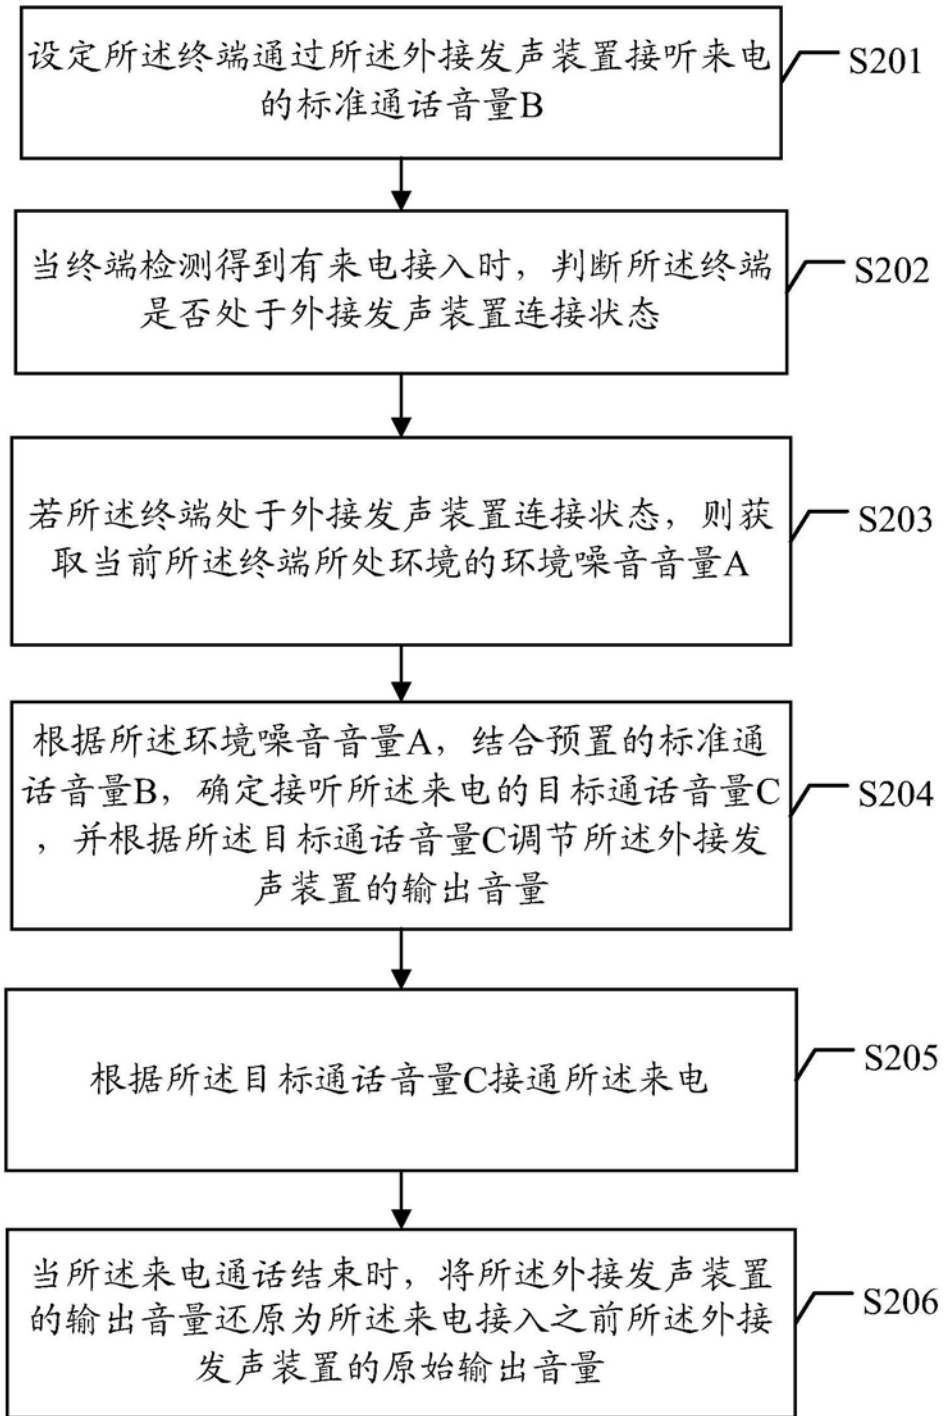 设定所述终端通过所述外接发声装置接听来电
的标准通话音量B
S201
当终端检测得到有来电接入时，判断所述终端
是否处于外接发声装置连接状态
S202
若所述终端处于外接发声装置连接状态，则获
取当前所述终端所处环境的环境噪音音量A
S203
根据所述环境噪音音量A，结合预置的标准通
话音量B，确定接听所述来电的目标通话音量C
，并根据所述目标通话音量C调节所述外接发
声装置的输出音量
S204
根据所述目标通话音量C接通所述来电
S205
当所述来电通话结束时，将所述外接发声装置
的输出音量还原为所述来电接入之前所述外接
发声装置的原始输出音量
S206